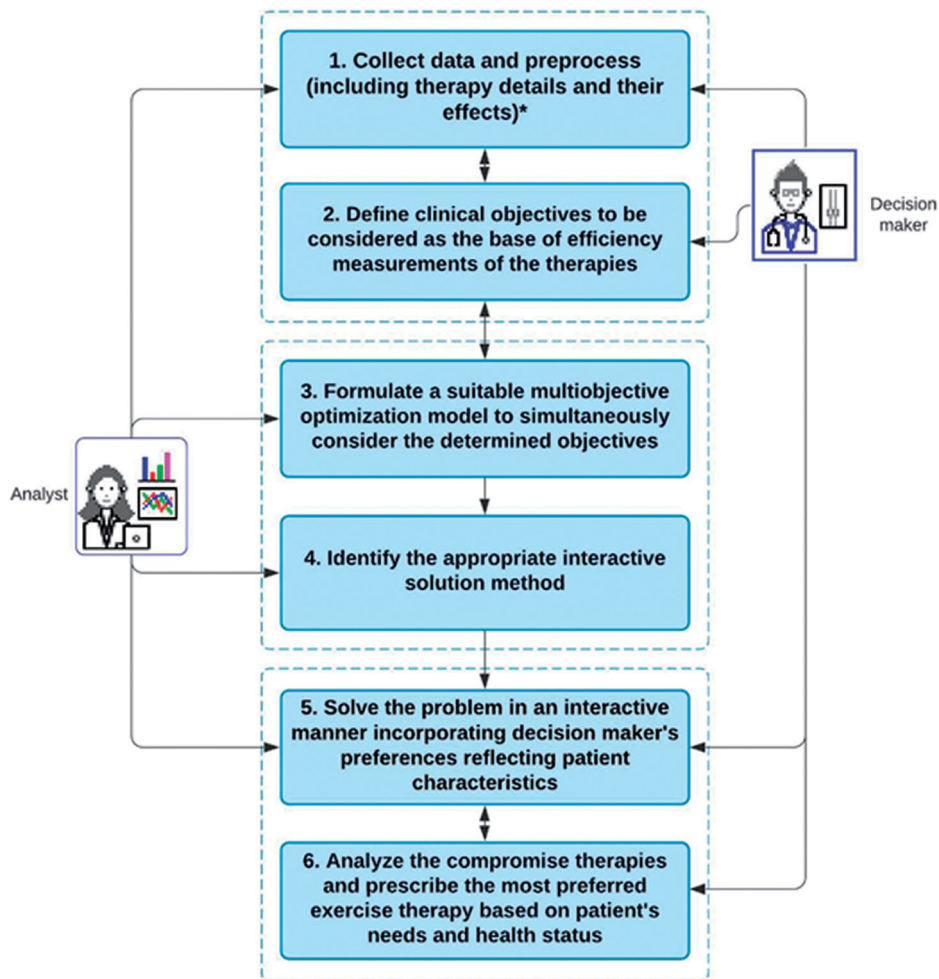 1. Collect data and preprocess
(including therapy details and their
effects)*
Decision
maker
2. Define clinical objectives to be
considered as the base of efficiency
measurements of the therapies
3. Formulate a suitable multiobjective
optimization model to simultaneously
consider the determined objectives
Analyst
4. Identify the appropriate interactive
solution method
5. Solve the problem in an interactive
manner incorporating decision maker's
preferences reflecting patient
characteristics
6. Analyze the compromise therapies
and prescribe the most preferred
exercise therapy based on patient's
needs and health status